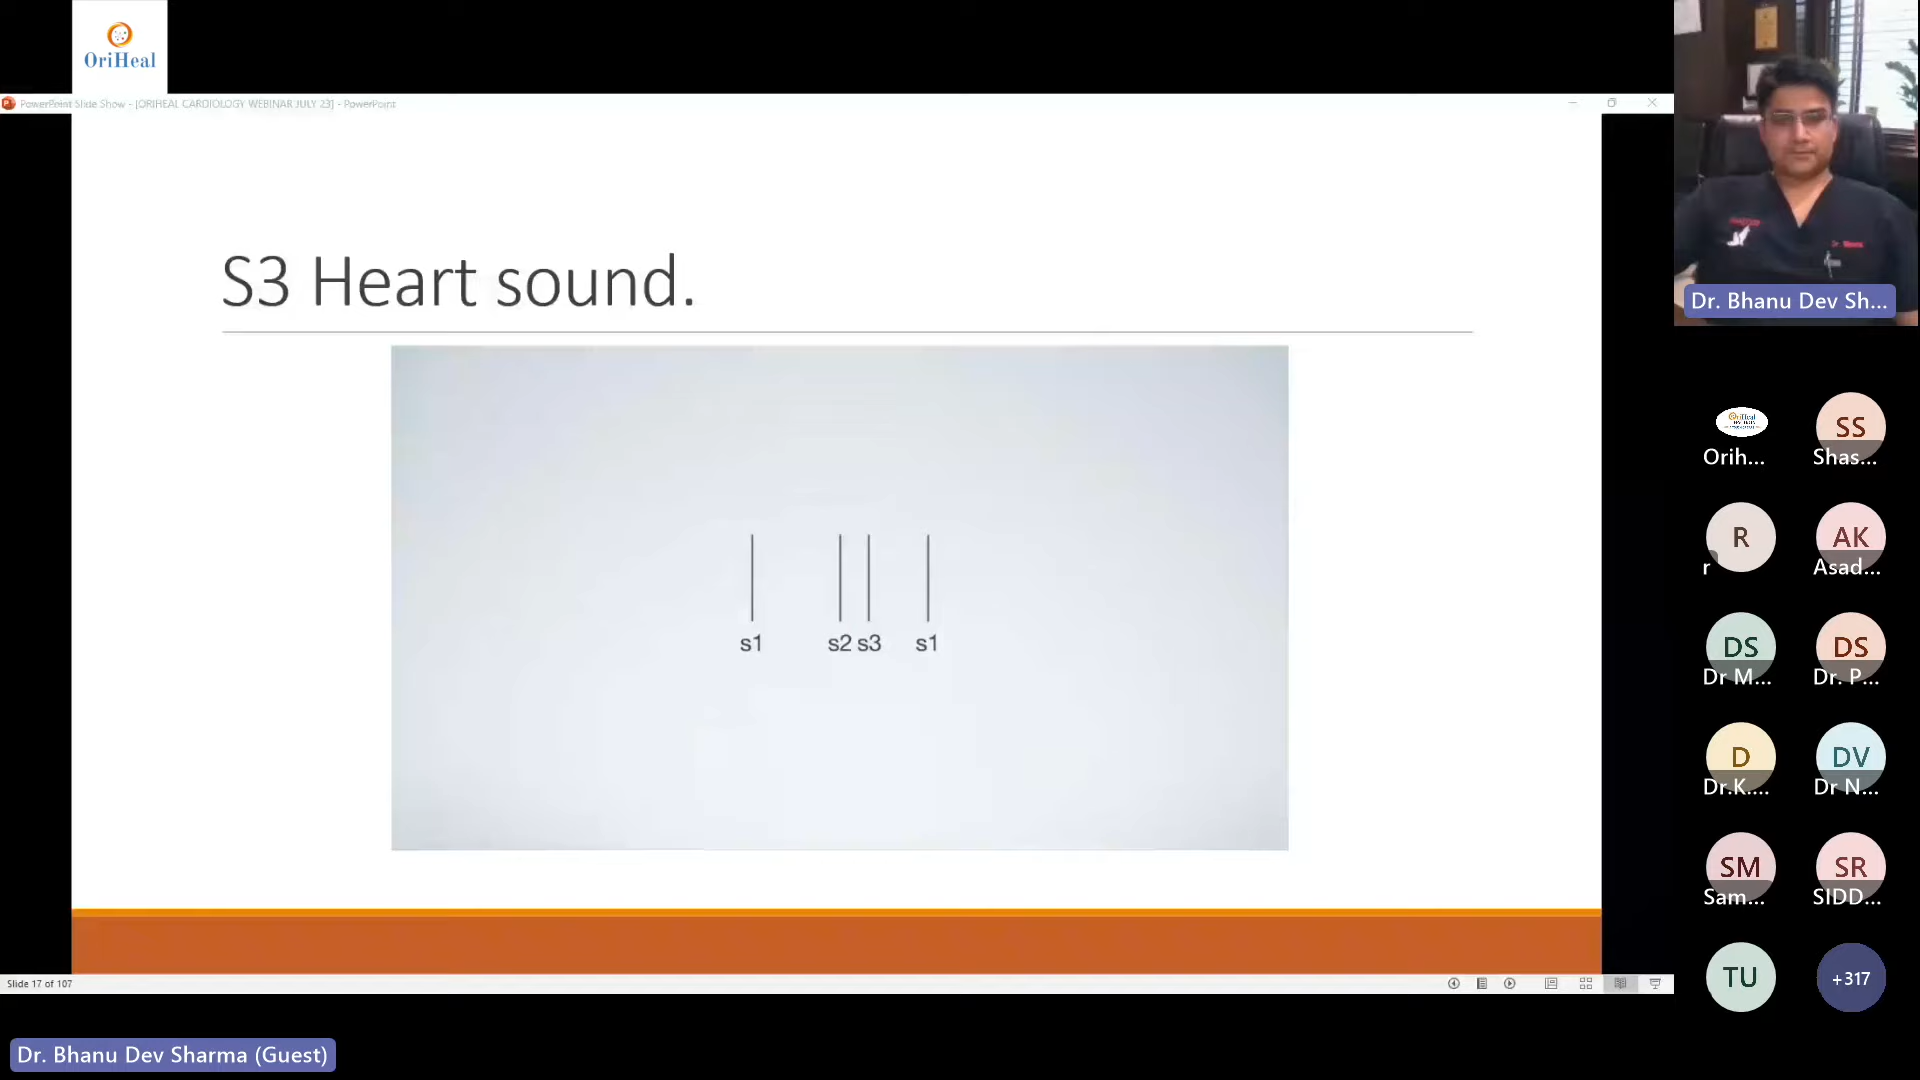 OriHeal
PowerPoint Slide Show - [ORIHEAL CARDIOLOGY WEBINAR JULY 23] - PowerPoint
S3 Heart sound.
s1 s2 s3 s1
Slide 17 of 107
Dr. Bhanu Dev Sharma (Guest)
Dr. Bhanu Dev Sh...
Orih...
SS
Shas...
R
r
AK
Asad...
DS
Dr M...
DS
Dr. P...
D
Dr.K....
DV
Dr N...
SM
Sam...
SR
SIDD...
TU
+317